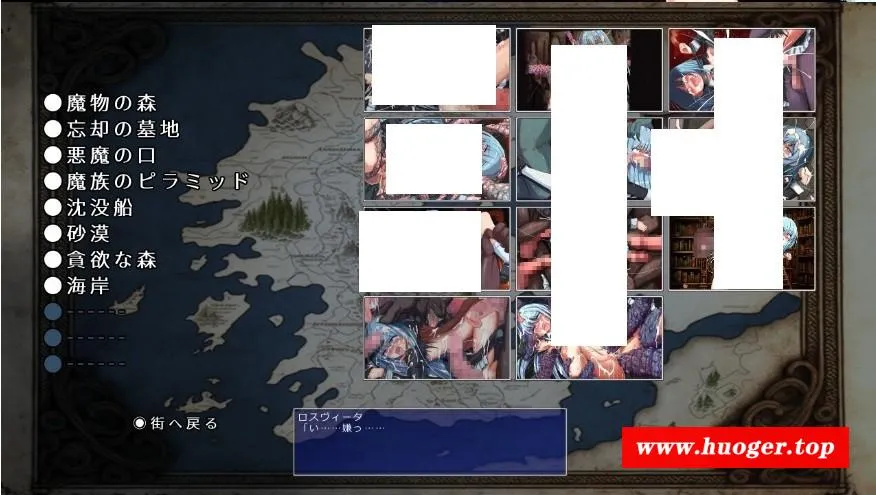 魔物の森
忘却の墓地
悪魔の口
魔族のピラミッド
沈没船
砂漠
貪欲な森
海岸
------
------
------
街へ戻る
ロスヴィータ
「い……嫌っ……
www.huoger.top